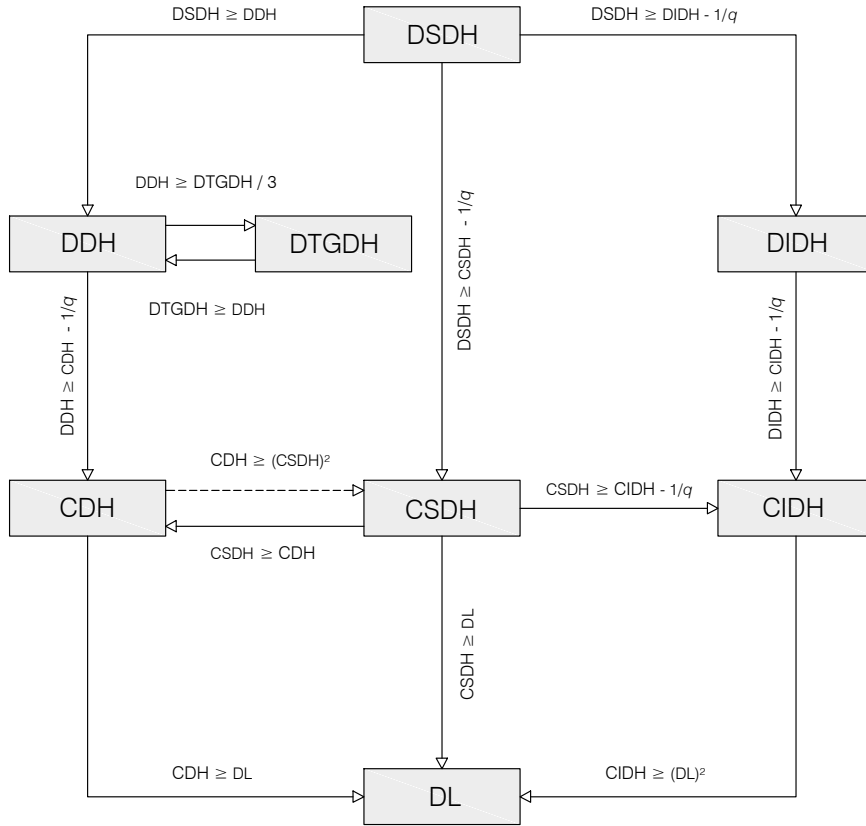 DSDH ≥ DDH
DSDH
DSDH ≥ DIDH - 1/q
DDH ≥ DTGDH / 3
DDH
DTGDH
DIDH
DTGDH ≥ DDH
DSDH ≥ CSDH - 1/q
DDH ≥ CDH - 1/q
DIDH ≥ CIDH - 1/q
CDH ≥ (CSDH)²
CDH
CSDH
CSDH ≥ CIDH - 1/q
CIDH
CSDH ≥ CDH
CSDH ≥ DL
CDH ≥ DL
DL
CIDH ≥ (DL)²